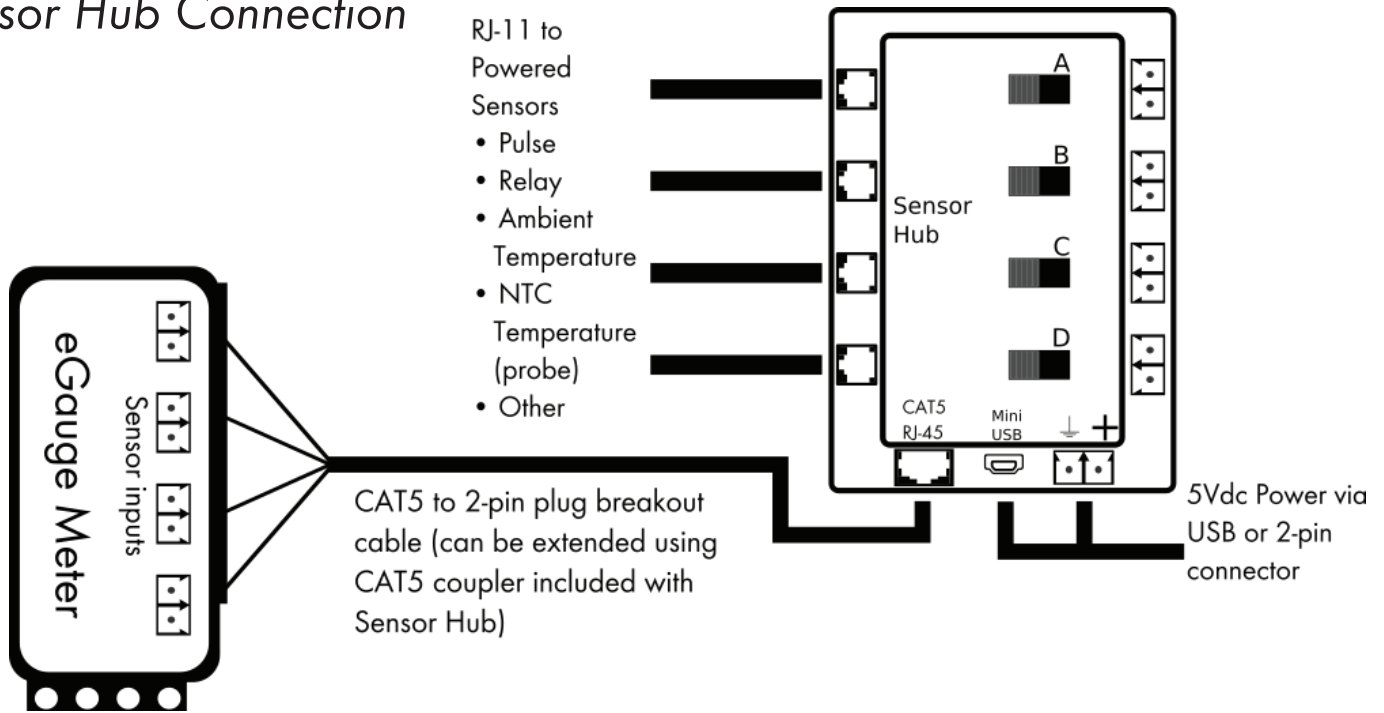 sor Hub Connection
RJ-11 to
Powered
Sensors
• Pulse
• Relay
• Ambient
Temperature
• NTC
Temperature
(probe)
• Other
A
B
C
D
Sensor
Hub
CAT5
RJ-45
Mini
USB
+
eGauge Meter
Sensor inputs
CAT5 to 2-pin plug breakout
cable (can be extended using
CAT5 coupler included with
Sensor Hub)
5Vdc Power via
USB or 2-pin
connector